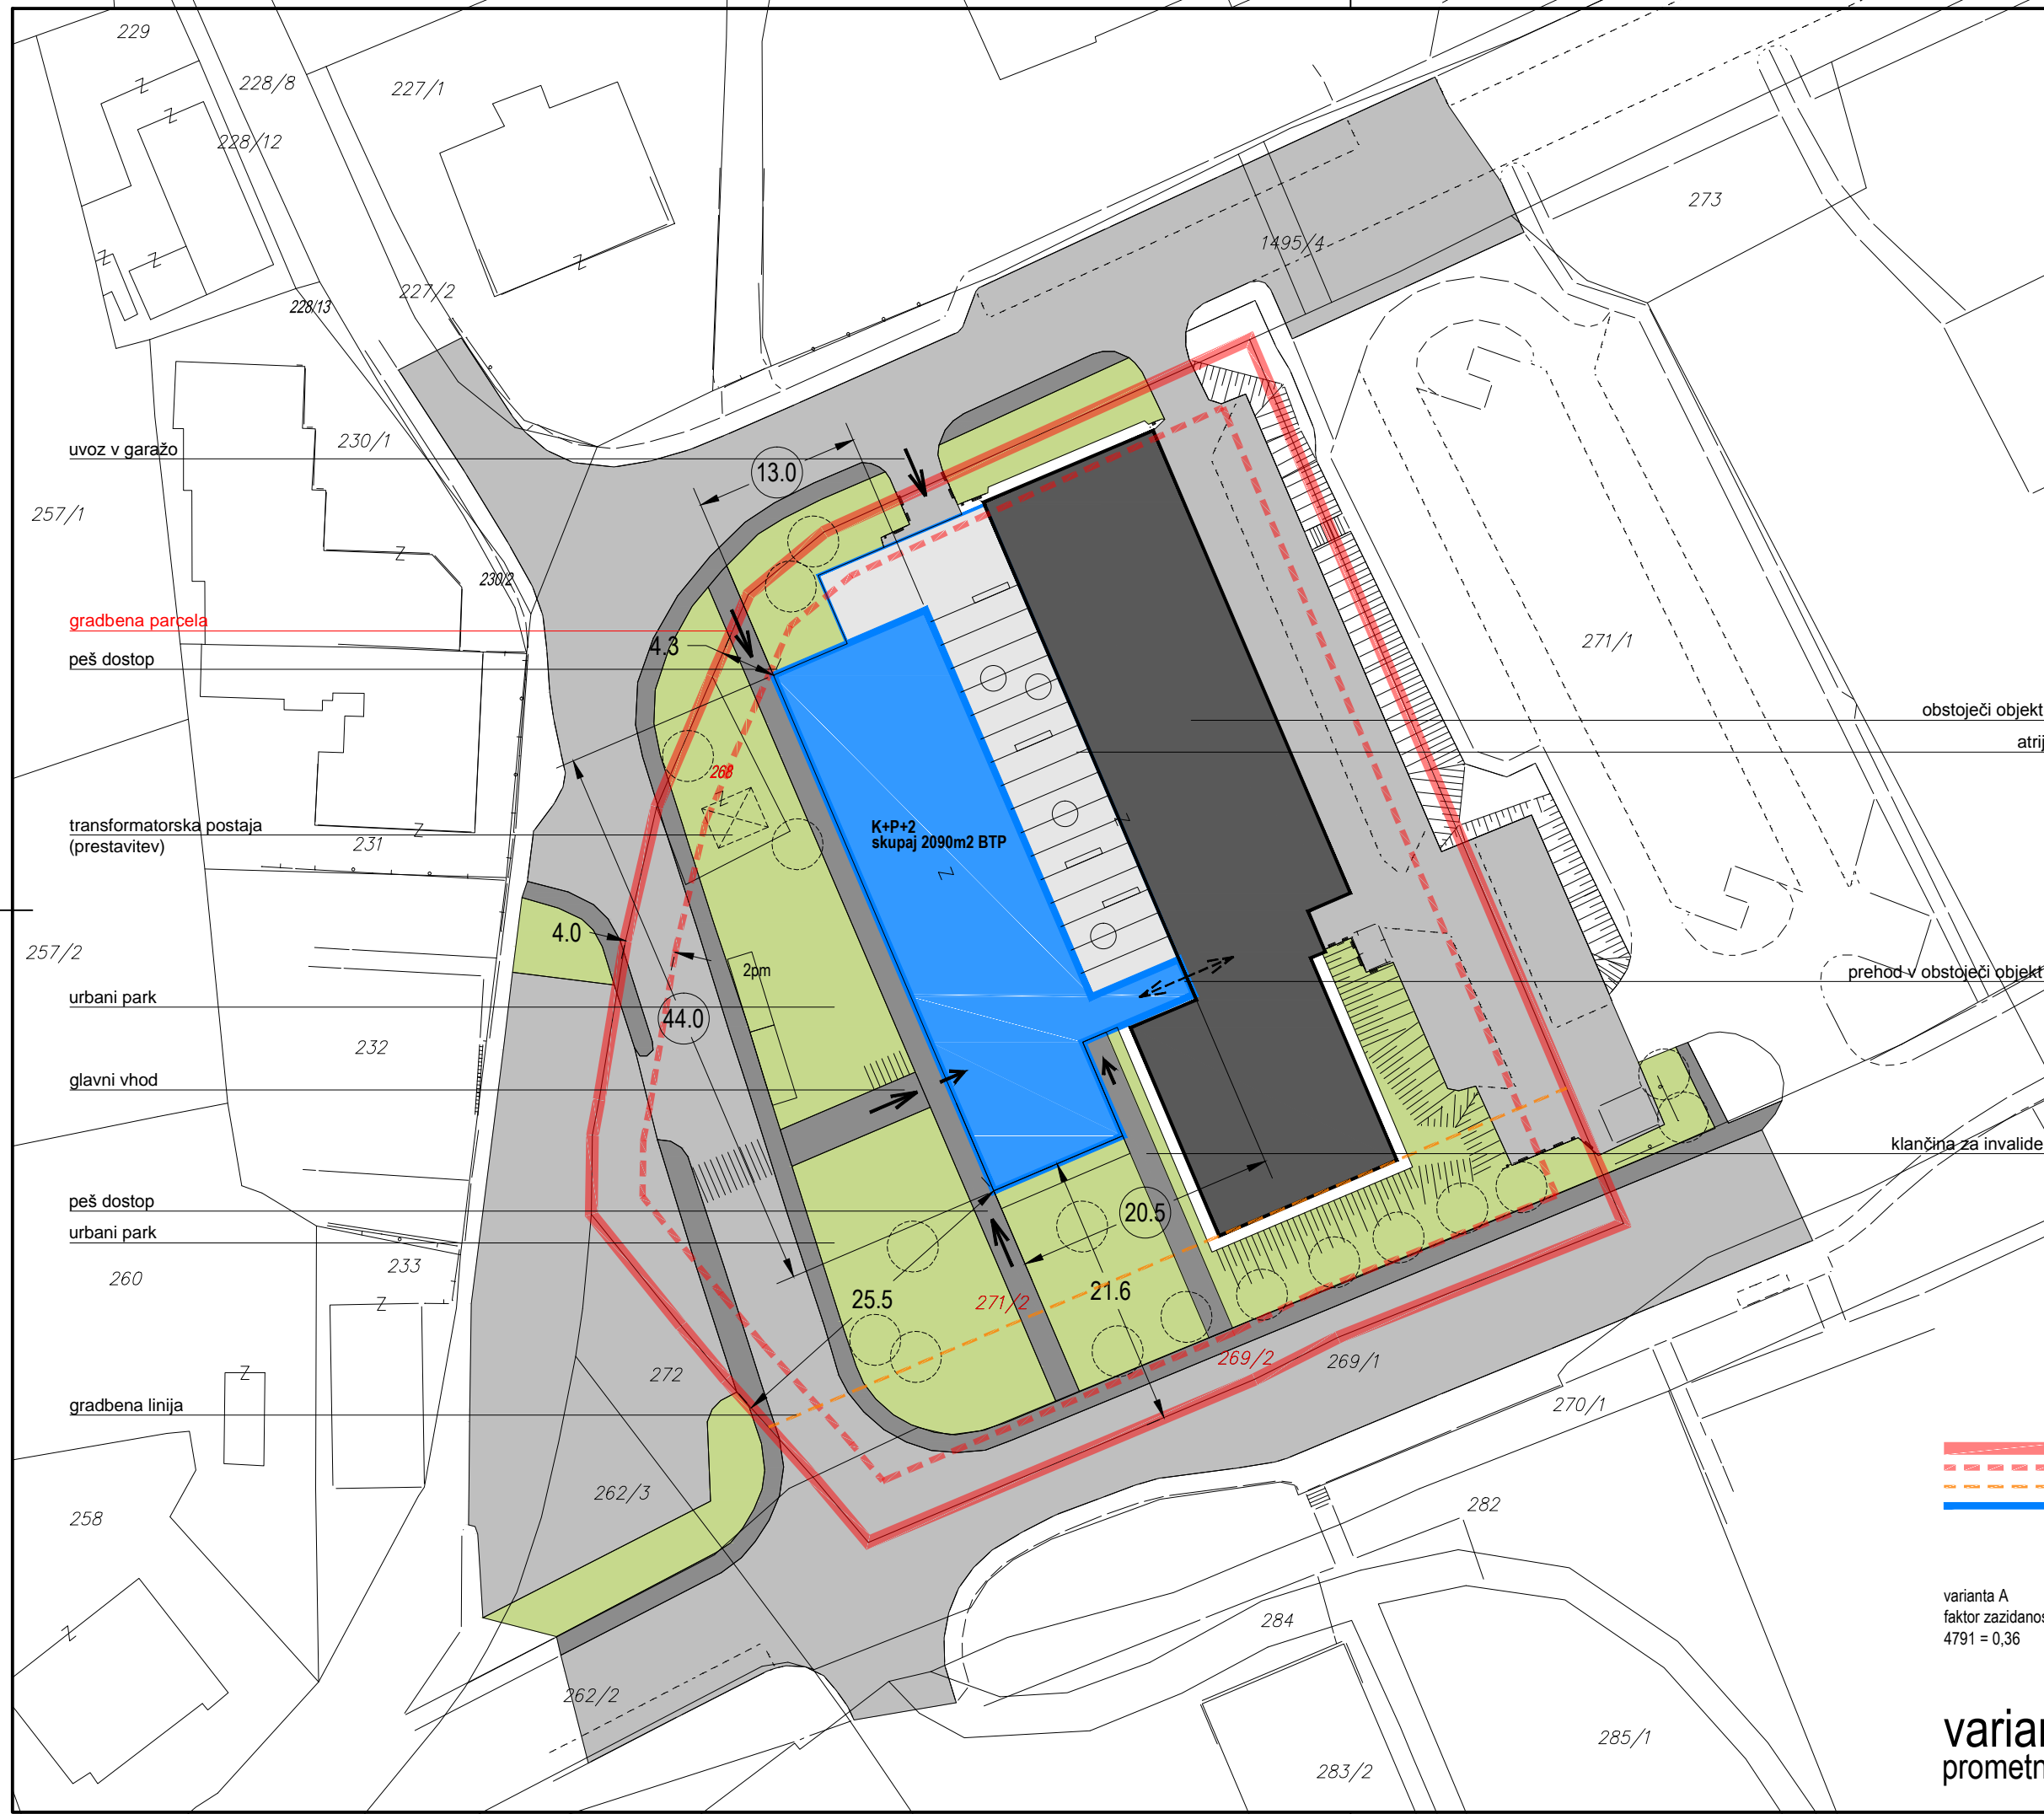 229
228/8
227/1
228/12
273
1495/4
227/2
228/13
230/1
uvoz v garažo
13.0
257/1
230/2
gradbena parcela
peš dostop
4.3
271/1
obstoječi objekt
atrij
268
transformatorska postaja
(prestavitev)
231
K+P+2
skupaj 2090m2 BTP
4.0
257/2
2pm
prehod v obstoječi objekt
urbani park
44.0
232
glavni vhod
klančina za invalide
peš dostop
20.5
urbani park
233
260
25.5
271/2
21.6
269/2
269/1
272
270/1
gradbena linija
262/3
258
282
varianta A
faktor zazidanos
4791 = 0,36
284
262/2
285/1
283/2
varian
prometn